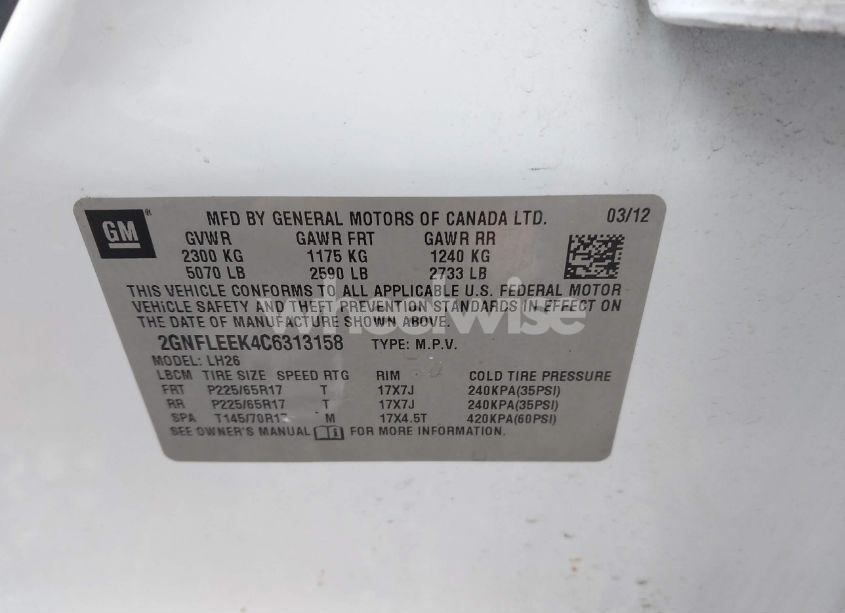 GM ® MFD BY GENERAL MOTORS OF CANADA LTD. 03/12
GVWR GAWR FRT GAWR RR
2300 KG 1175 KG 1240 KG
5070 LB 2590 LB 2733 LB
THIS VEHICLE CONFORMS TO ALL APPLICABLE U.S. FEDERAL MOTOR
VEHICLE SAFETY AND THEFT PREVENTION STANDARDS IN EFFECT ON
THE DATE OF MANUFACTURE SHOWN ABOVE.
wheelwise
2GNFLEEK4C6313158 TYPE: M.P.V.
MODEL: LH26
LBCM TIRE SIZE SPEED RTG RIM COLD TIRE PRESSURE
FRT P225/65R17 T 17X7J 240KPA(35PSI)
RR P225/65R17 T 17X7J 240KPA(35PSI)
SPA T145/70R17 M 17X4.5T 420KPA(60PSI)
SEE OWNER'S MANUAL FOR MORE INFORMATION.